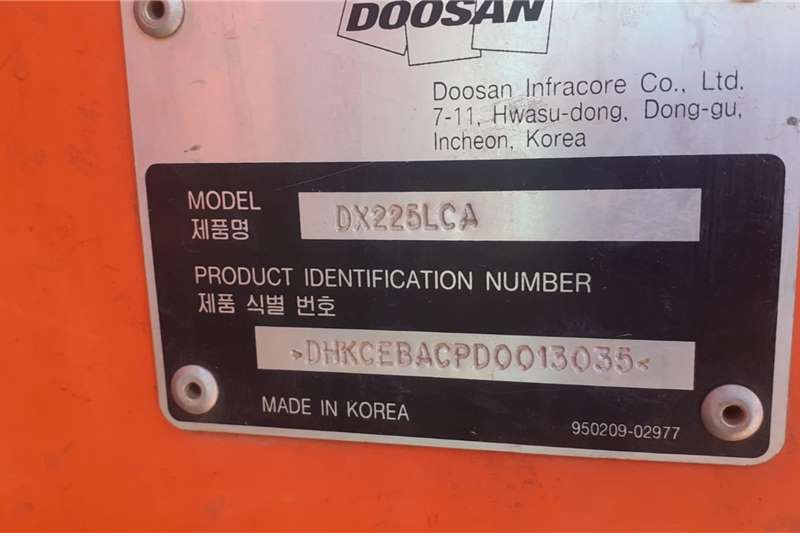 DOOSAN
Doosan Infracore Co., Ltd.
7-11, Hwasu-dong, Dong-gu,
Incheon, Korea
MODEL
제품명
DX225LCA
PRODUCT IDENTIFICATION NUMBER
제품 식별 번호
>DHKCEBACPD0013035<
MADE IN KOREA
950209-02977